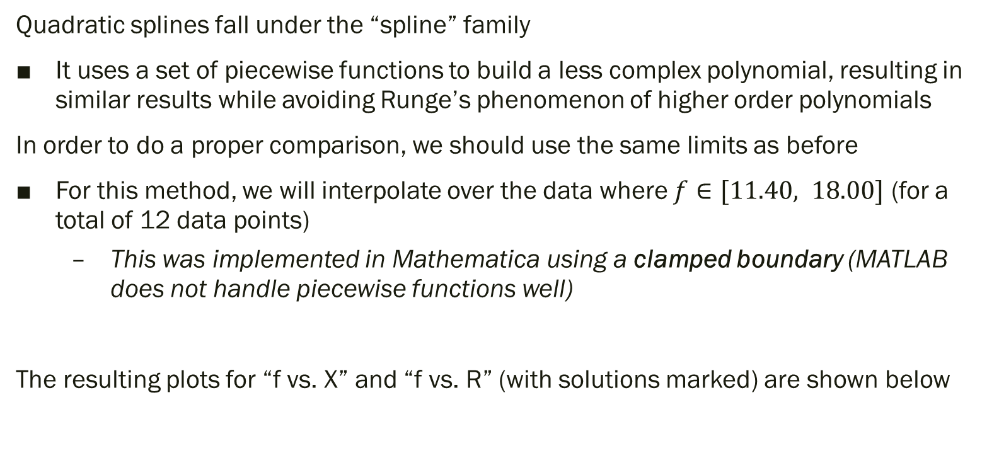 Quadratic splines fall under the “spline” family
■ It uses a set of piecewise functions to build a less complex polynomial, resulting in
similar results while avoiding Runge’s phenomenon of higher order polynomials
In order to do a proper comparison, we should use the same limits as before
■ For this method, we will interpolate over the data where f ∈ [11.40, 18.00] (for a
total of 12 data points)
– This was implemented in Mathematica using a clamped boundary (MATLAB
does not handle piecewise functions well)
The resulting plots for “f vs. X” and “f vs. R” (with solutions marked) are shown below